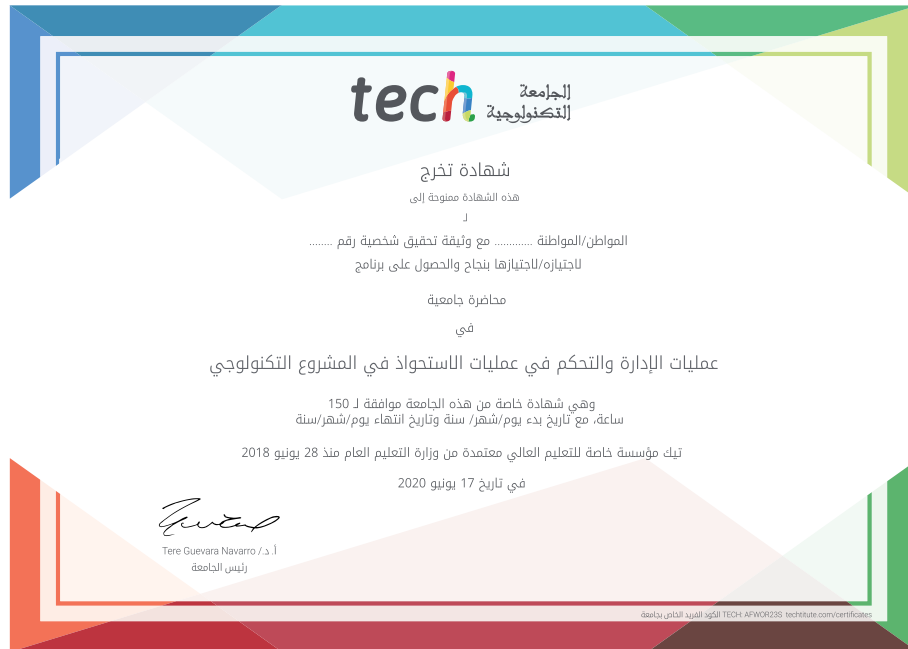 tech
الجامعة
التكنولوجية
شهادة تخرج
هذه الشهادة ممنوحة إلى
لـ
المواطن/المواطنة ............ مع وثيقة تحقيق شخصية رقم ........
لاجتيازه/لاجتيازها بنجاح والحصول على برنامج
محاضرة جامعية
في
عمليات الإدارة والتحكم في عمليات الاستحواذ في المشروع التكنولوجي
وهي شهادة خاصة من هذه الجامعة موافقة لـ 150
ساعة، مع تاريخ بدء يوم/شهر/ سنة وتاريخ انتهاء يوم/شهر/سنة
تيك مؤسسة خاصة للتعليم العالي معتمدة من وزارة التعليم العام منذ 28 يونيو 2018
في تاريخ 17 يونيو 2020
أ. د./ Tere Guevara Navarro
رئيس الجامعة
الكود الفريد الخاص بجامعة TECH: AFWOR23S techtitute.com/certificates